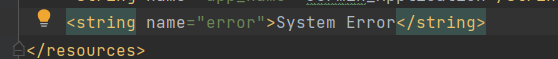 <string name="error">System Error</string>
</resources>